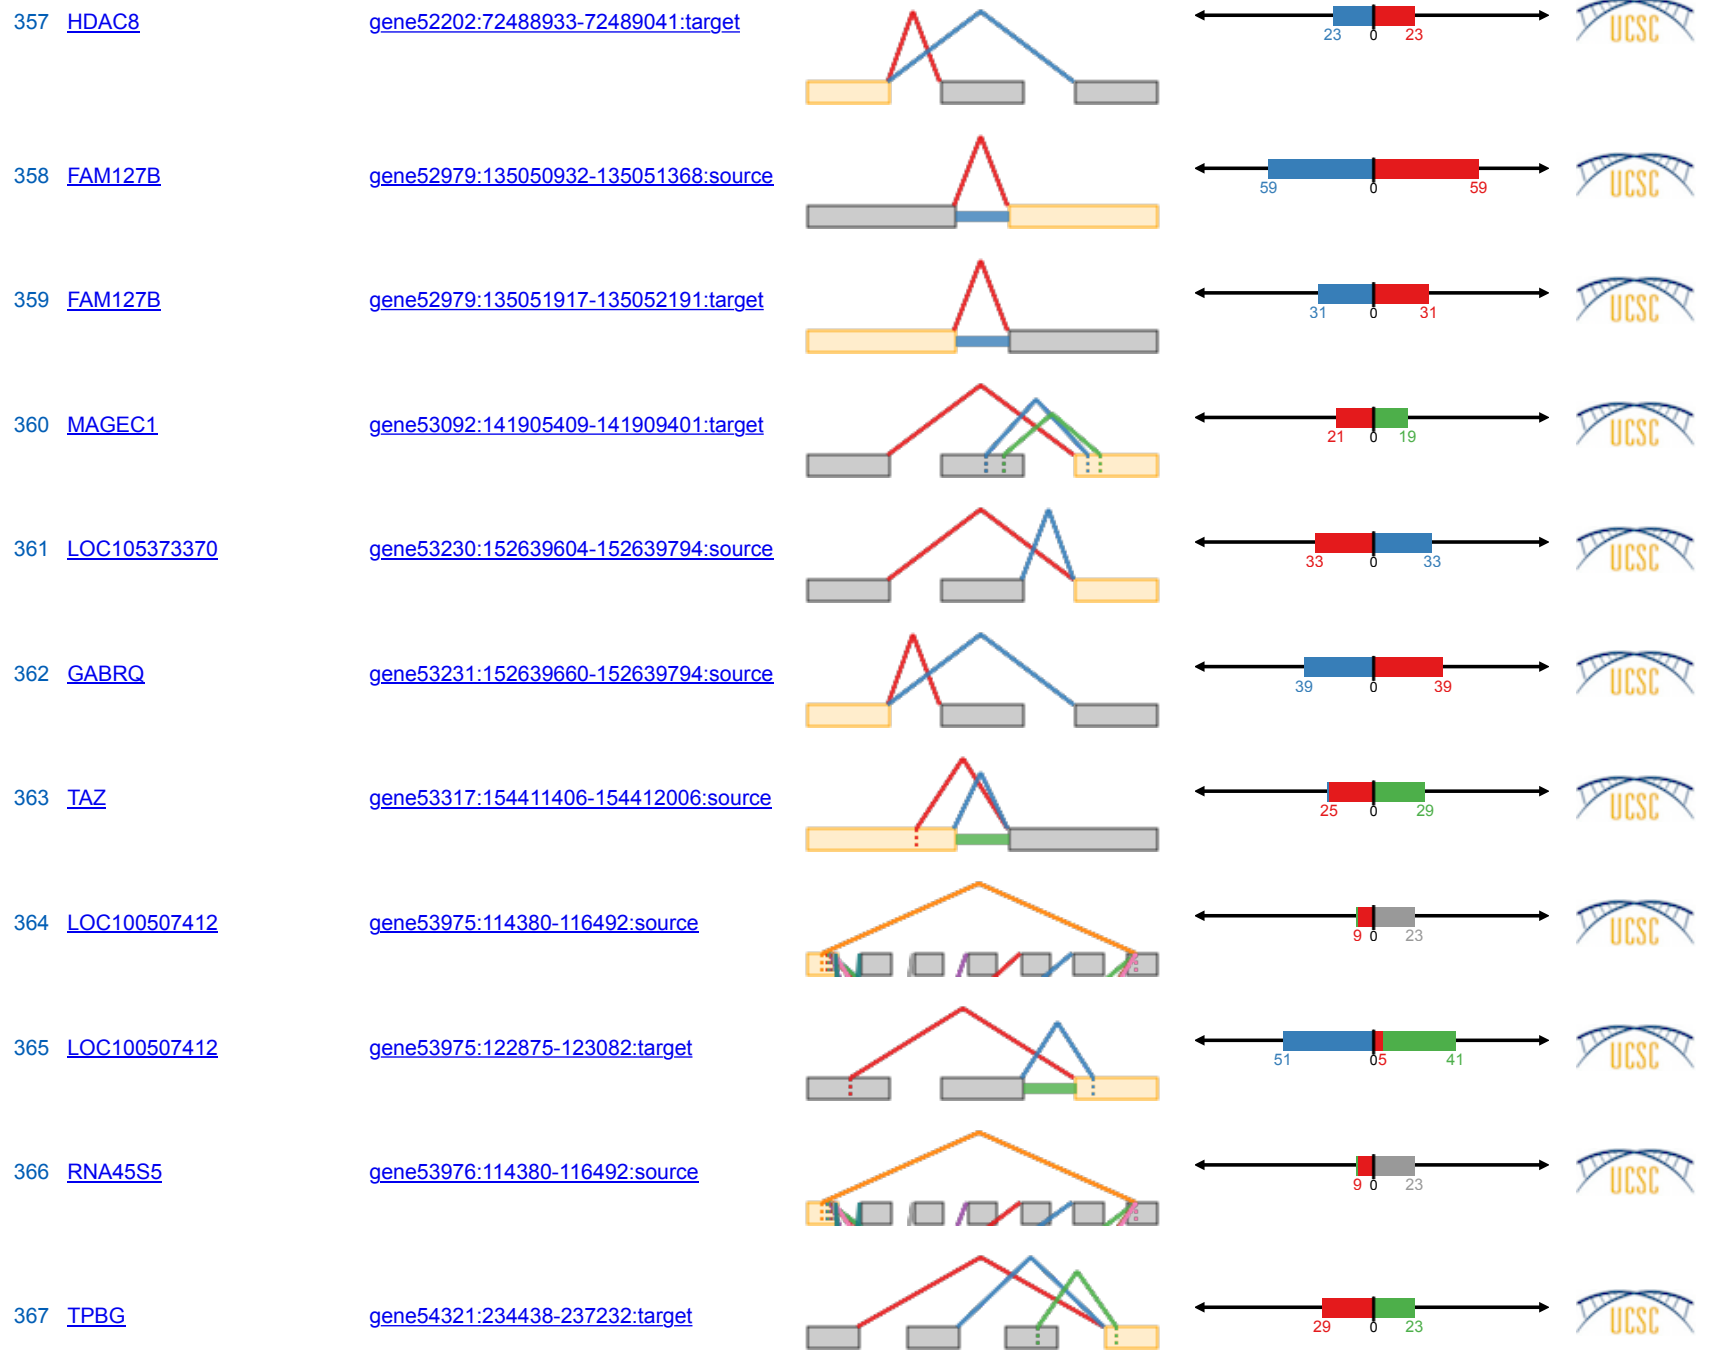 357 HDAC8 gene52202:72488933-72489041:target 23 0 23 UCSC
358 FAM127B gene52979:135050932-135051368:source 59 0 59 UCSC
359 FAM127B gene52979:135051917-135052191:target 31 0 31 UCSC
360 MAGEC1 gene53092:141905409-141909401:target 21 0 19 UCSC
361 LOC105373370 gene53230:152639604-152639794:source 33 0 33 UCSC
362 GABRQ gene53231:152639660-152639794:source 39 0 39 UCSC
363 TAZ gene53317:154411406-154412006:source 25 0 29 UCSC
364 LOC100507412 gene53975:114380-116492:source 9 0 23 UCSC
365 LOC100507412 gene53975:122875-123082:target 51 0 5 41 UCSC
366 RNA45S5 gene53976:114380-116492:source 9 0 23 UCSC
367 TPBG gene54321:234438-237232:target 29 0 23 UCSC